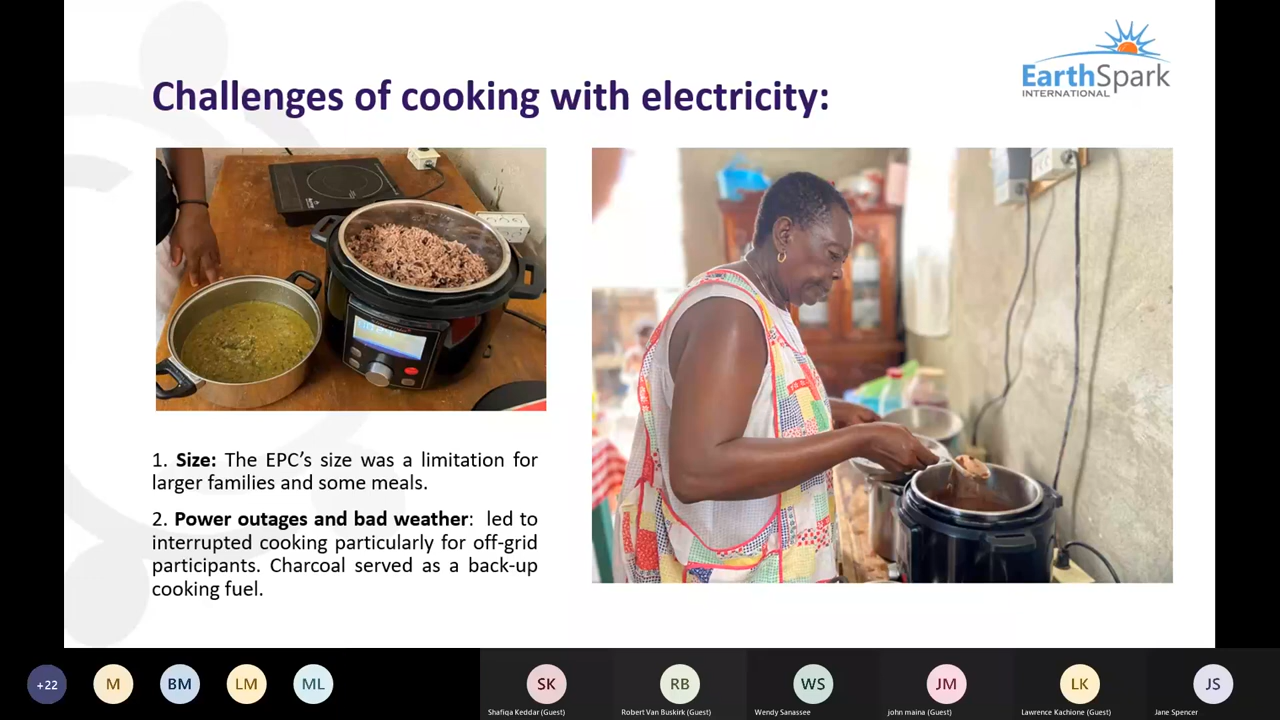 EarthSpark
INTERNATIONAL
Challenges of cooking with electricity:
1. Size: The EPC’s size was a limitation for
larger families and some meals.
2. Power outages and bad weather: led to
interrupted cooking particularly for off-grid
participants. Charcoal served as a back-up
cooking fuel.
+22
M
BM
LM
ML
SK
RB
WS
JM
LK
JS
Shafiqa Keddar (Guest)
Robert Van Buskirk (Guest)
Wendy Sanassee
john maina (Guest)
Lawrence Kachione (Guest)
Jane Spencer